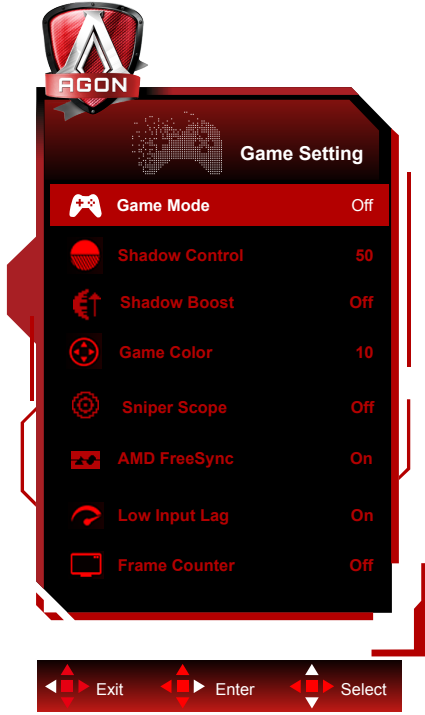 AGON
Game Setting
Game Mode Off
Shadow Control 50
Shadow Boost Off
Game Color 10
Sniper Scope Off
AMD FreeSync On
Low Input Lag On
Frame Counter Off
Exit Enter Select